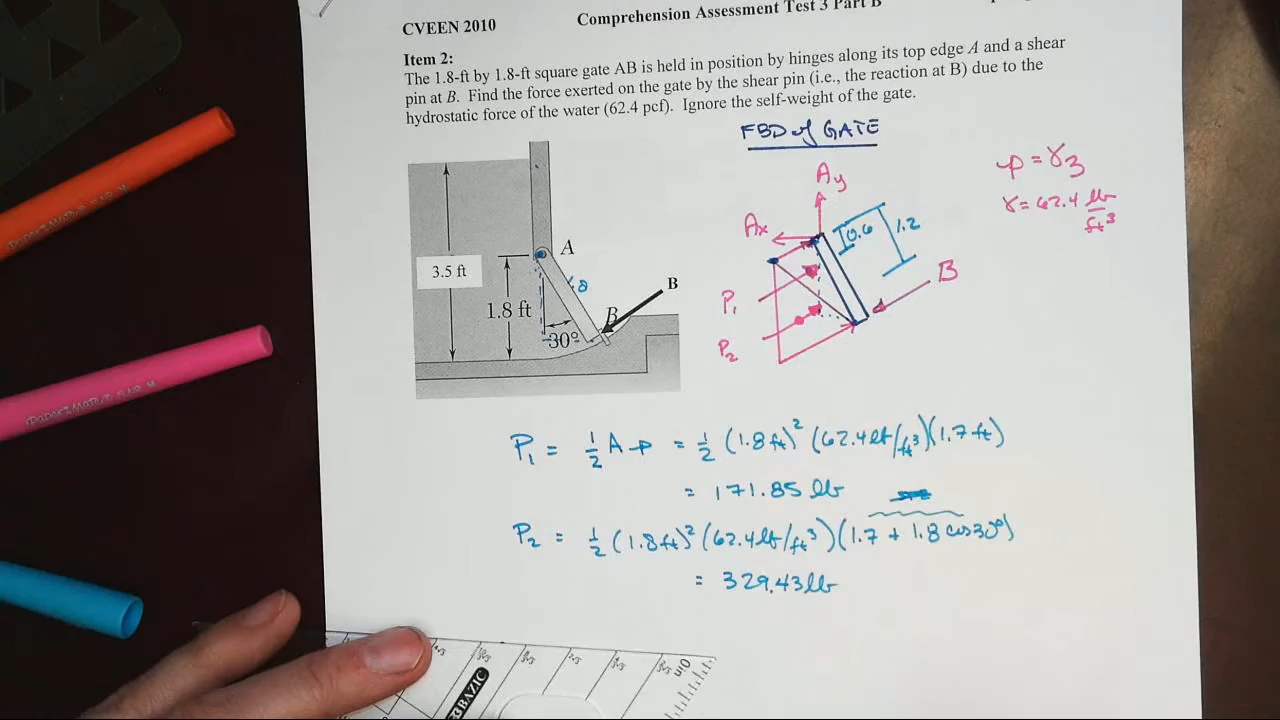 CVEEN 2010
Comprehension Assessment Test 3 Part B
Item 2:
The 1.8-ft by 1.8-ft square gate AB is held in position by hinges along its top edge A and a shear
pin at B. Find the force exerted on the gate by the shear pin (i.e., the reaction at B) due to the
hydrostatic force of the water (62.4 pcf). Ignore the self-weight of the gate.
FBD of GATE
p = γz
γ = 62.4 lb/ft³
Ay
Ax
0.6
1.2
B
P₁
P₂
A
3.5 ft
1.8 ft
B
B
30°
P₁ = ½ A p = ½ (1.8 ft)² (62.4 lb/ft³)(1.7 ft)
= 171.85 lb
P₂ = ½ (1.8 ft)² (62.4 lb/ft³)(1.7 + 1.8 cos 30°)
= 329.43 lb
BAZIC